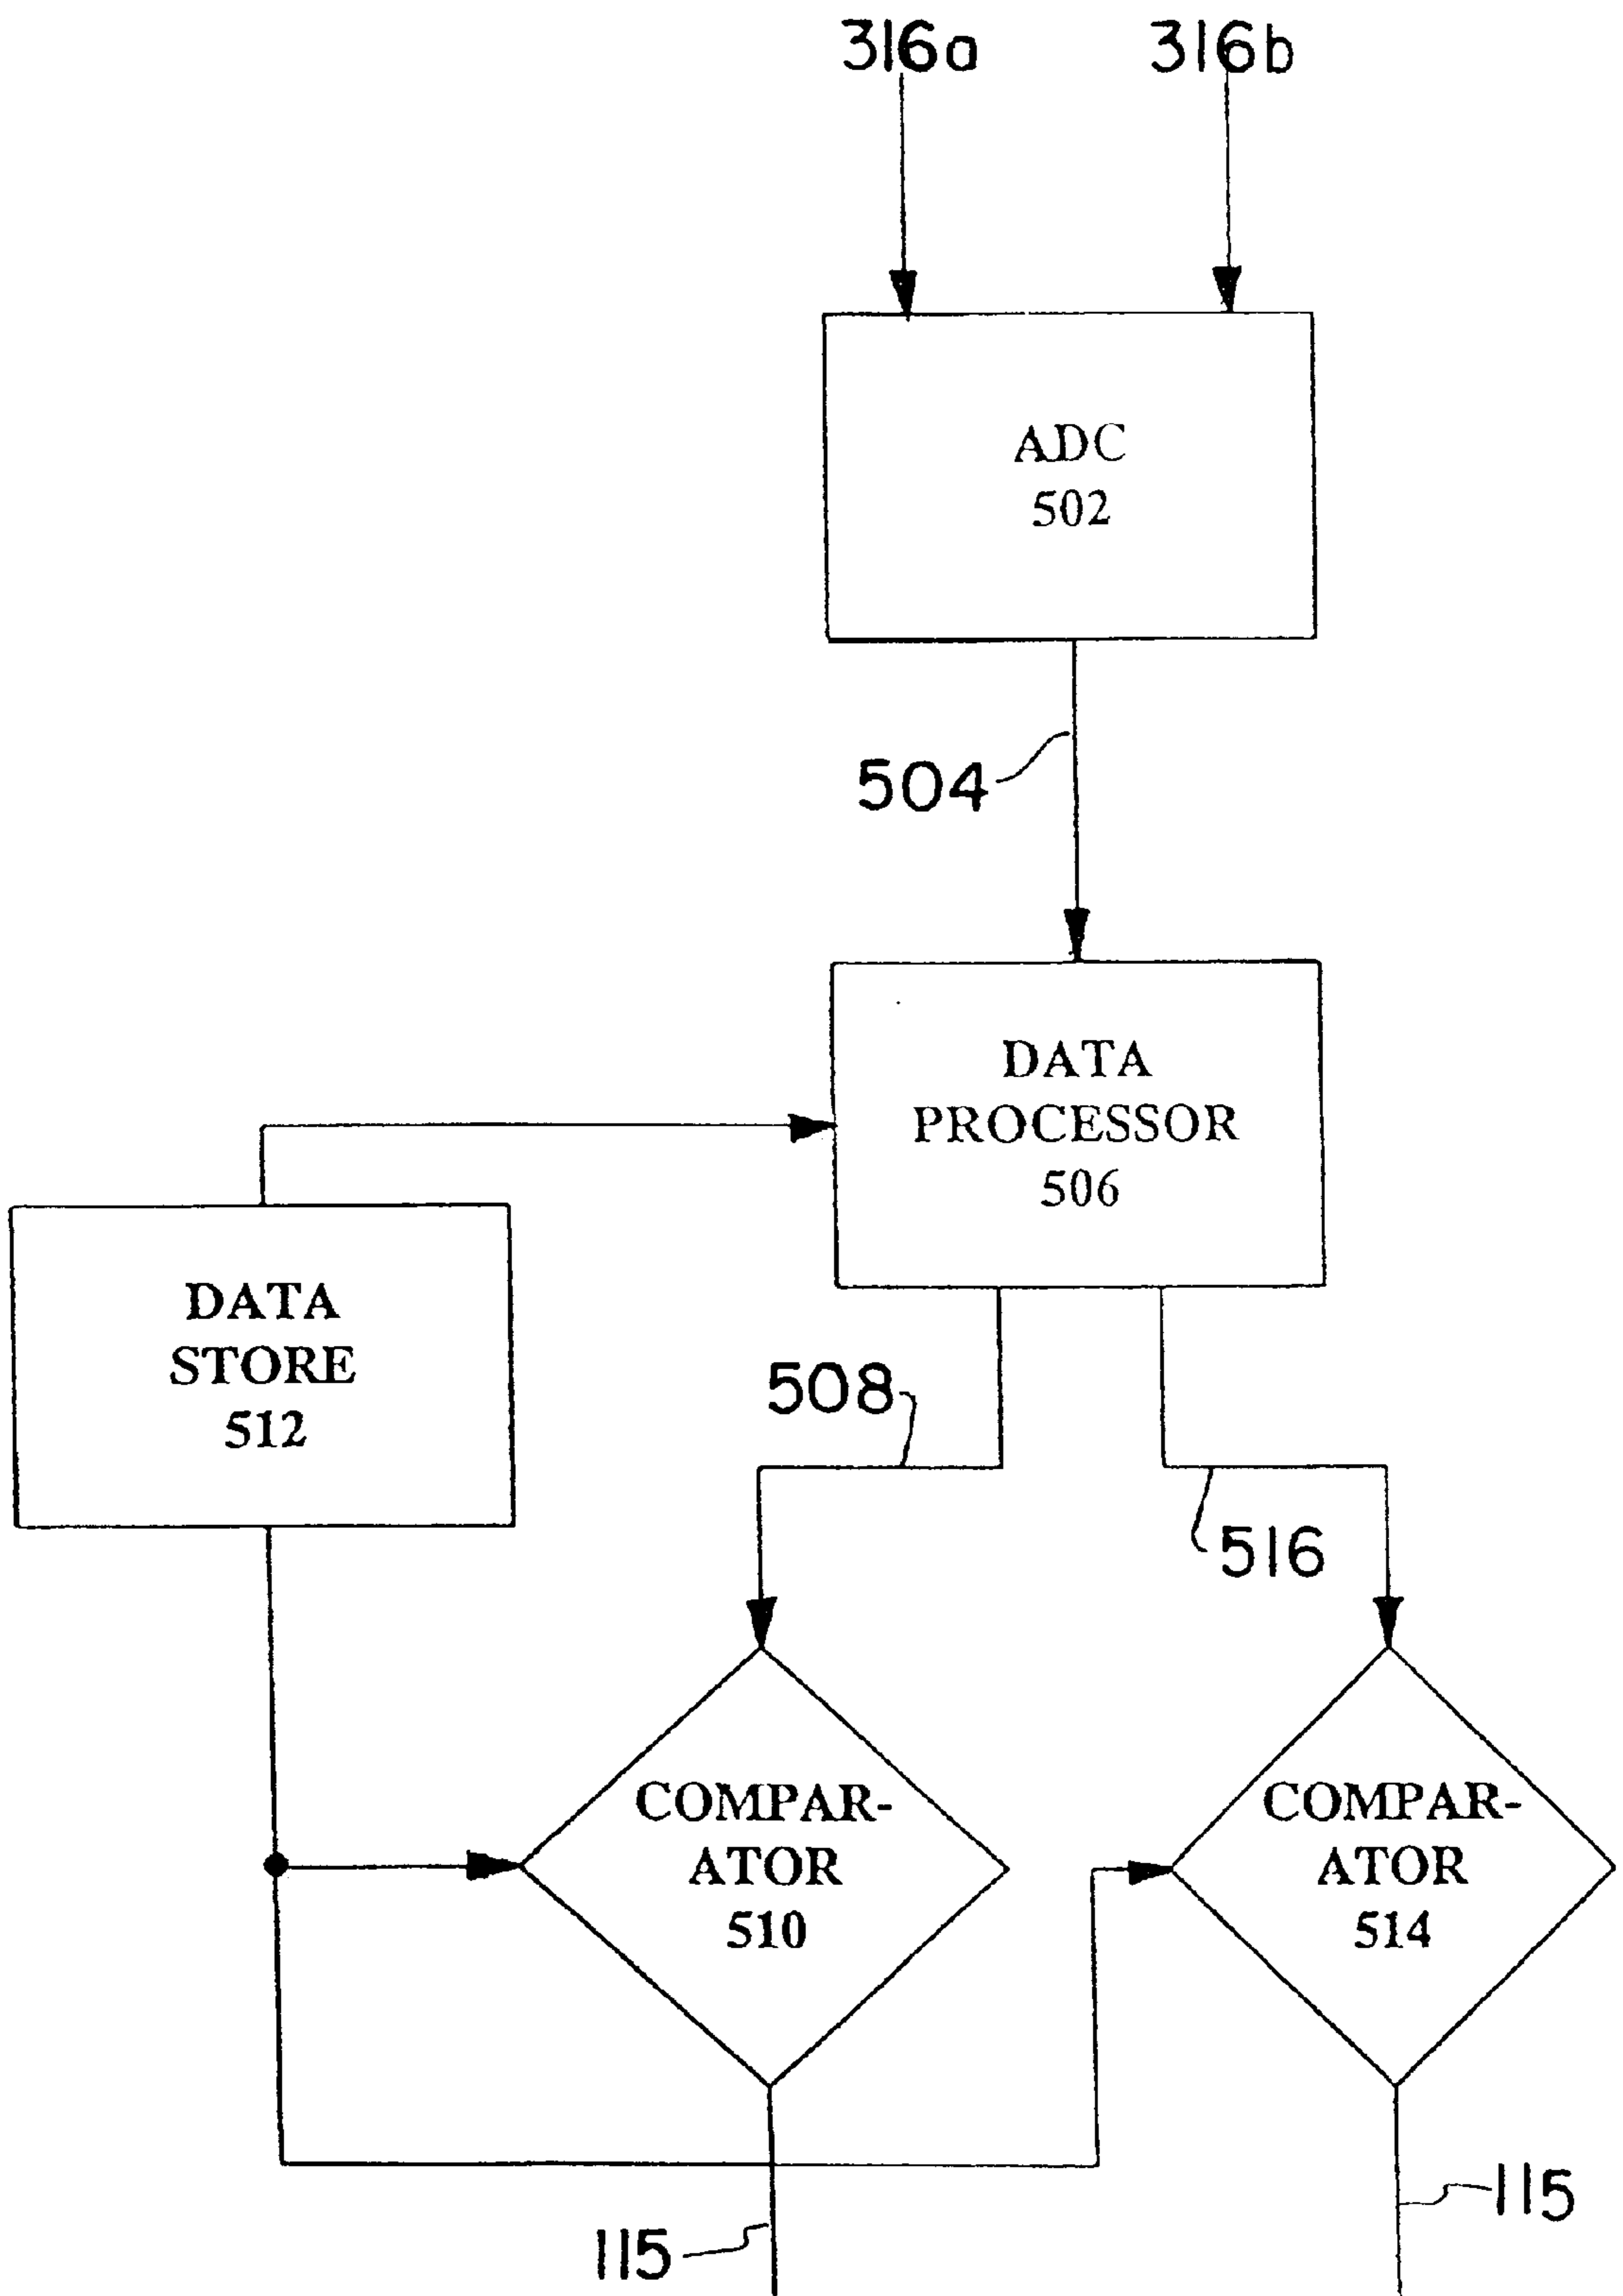 316a 316b
ADC
502
504
DATA
PROCESSOR
506
DATA
STORE
512
508
516
COMPAR-
ATOR
510
COMPAR-
ATOR
514
115
115